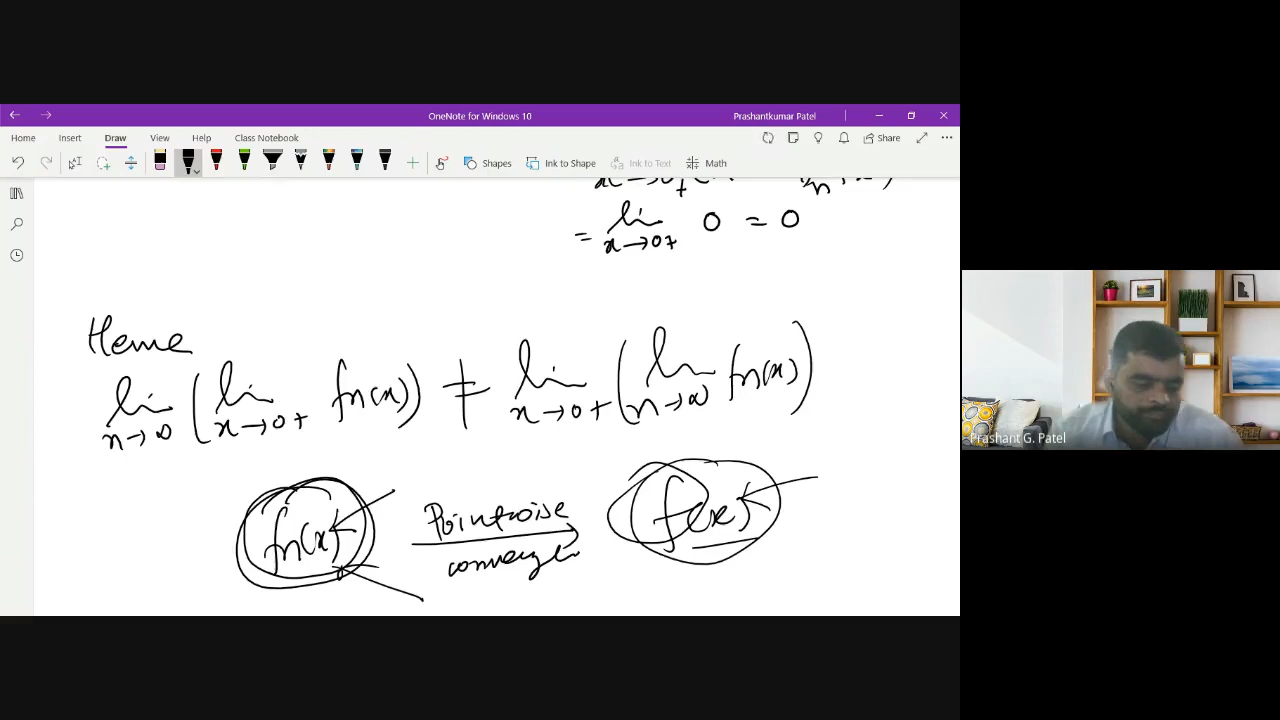 OneNote for Windows 10
Prashantkumar Patel
Home Insert Draw View Help Class Notebook
Share
Shapes Ink to Shape Ink to Text Math
= lim x→0+ 0 = 0
Hence
lim n→∞ (lim x→0+ fn(x)) ≠ lim x→0+ (lim n→∞ fn(x))
fn(x) Pointwise f(x)
Prashant G. Patel